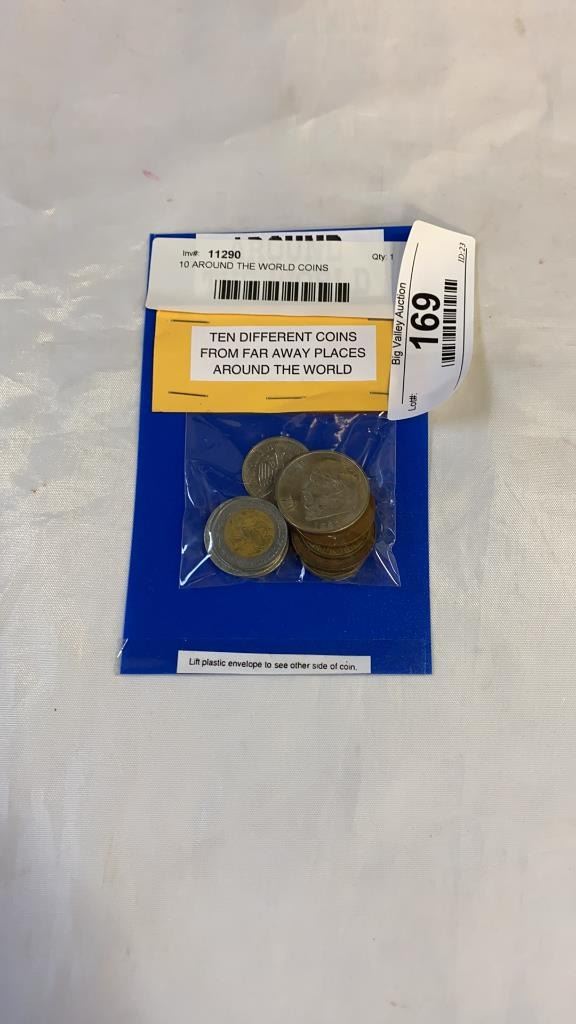 AROUND
Inv#: 11290 Qty: 1
10 AROUND THE WORLD COINS
TEN DIFFERENT COINS
FROM FAR AWAY PLACES
AROUND THE WORLD
Big Valley Auction
Lot#: 169
ID:23
Lift plastic envelope to see other side of coin.